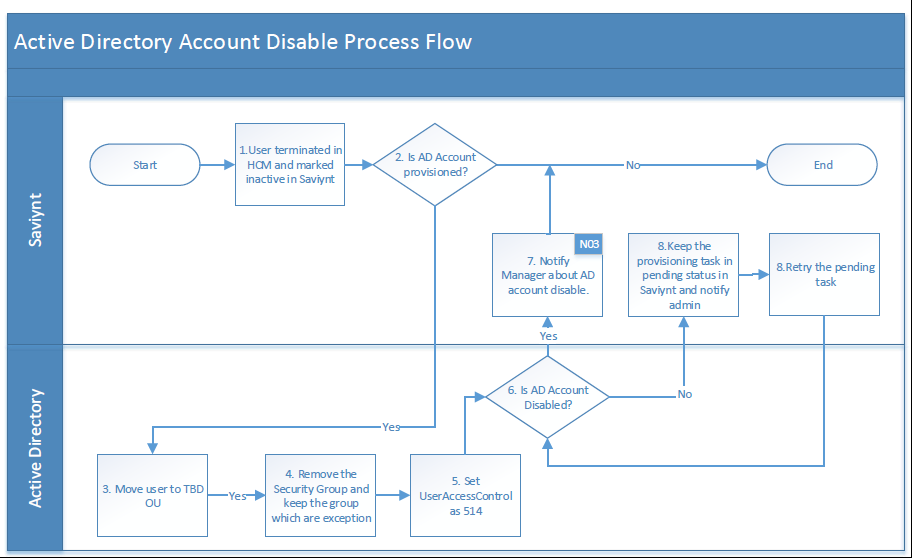 Active Directory Account Disable Process Flow
Saviynt
Start
1.User terminated in
HCM and marked
inactive in Saviynt
2. Is AD Account
provisioned?
No
End
N03
7. Notify
Manager about AD
account disable.
8.Keep the
provisioning task in
pending status in
Saviynt and notify
admin
8.Retry the pending
task
Yes
Active Directory
6. Is AD Account
Disabled?
No
Yes
3. Move user to TBD
OU
Yes
4. Remove the
Security Group and
keep the group
which are exception
5. Set
UserAccessControl
as 514